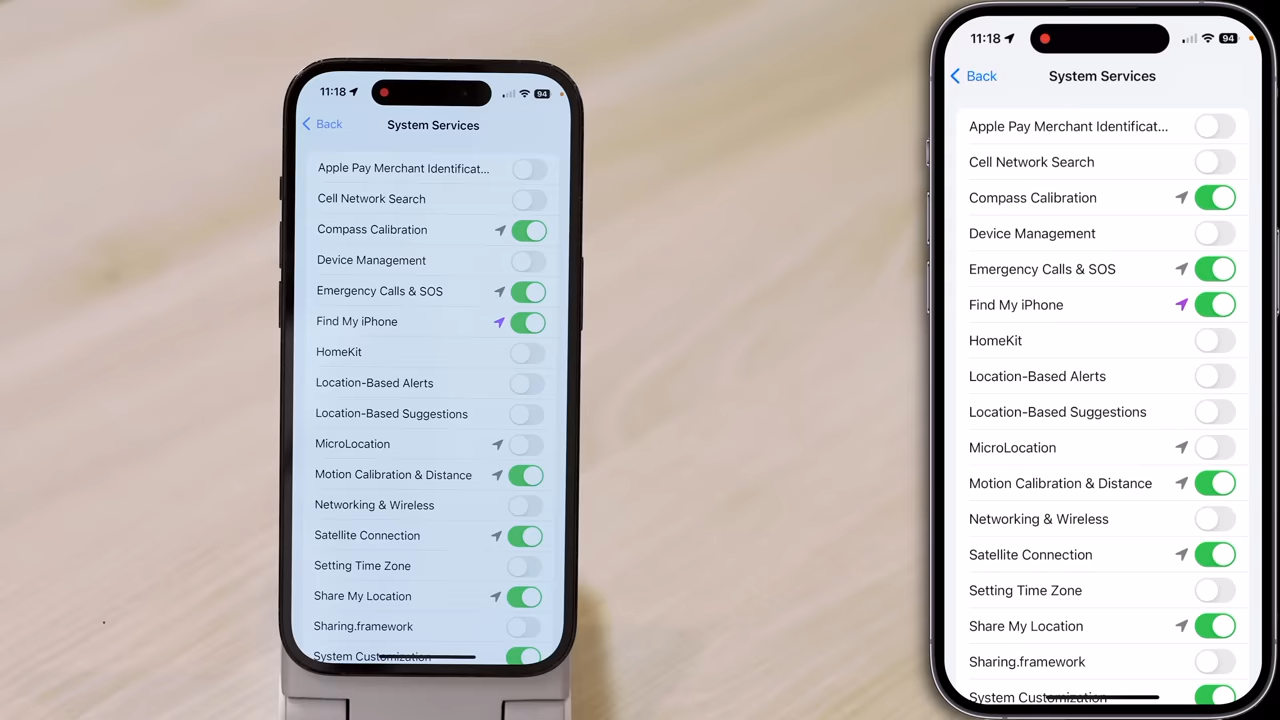 11:18
94
Back
System Services
Apple Pay Merchant Identificat...
Cell Network Search
Compass Calibration
Device Management
Emergency Calls & SOS
Find My iPhone
HomeKit
Location-Based Alerts
Location-Based Suggestions
MicroLocation
Motion Calibration & Distance
Networking & Wireless
Satellite Connection
Setting Time Zone
Share My Location
Sharing.framework
System Customization
11:18
94
Back
System Services
Apple Pay Merchant Identificat...
Cell Network Search
Compass Calibration
Device Management
Emergency Calls & SOS
Find My iPhone
HomeKit
Location-Based Alerts
Location-Based Suggestions
MicroLocation
Motion Calibration & Distance
Networking & Wireless
Satellite Connection
Setting Time Zone
Share My Location
Sharing.framework
System Customization